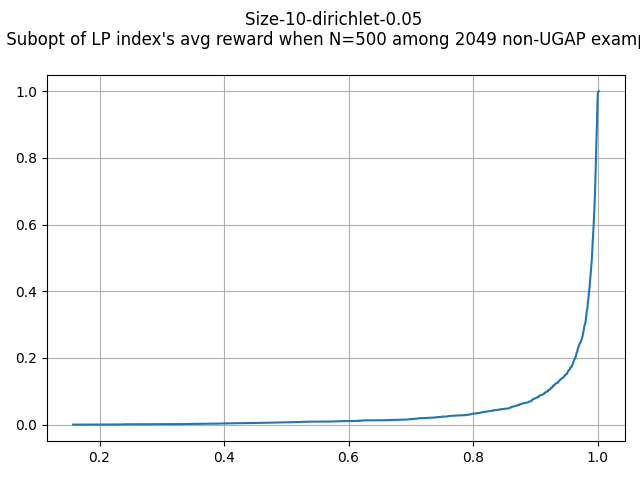 Size-10-dirichlet-0.05
Subopt of LP index's avg reward when N=500 among 2049 non-UGAP examp
1.0
0.8
0.6
0.4
0.2
0.0
0.2 0.4 0.6 0.8 1.0